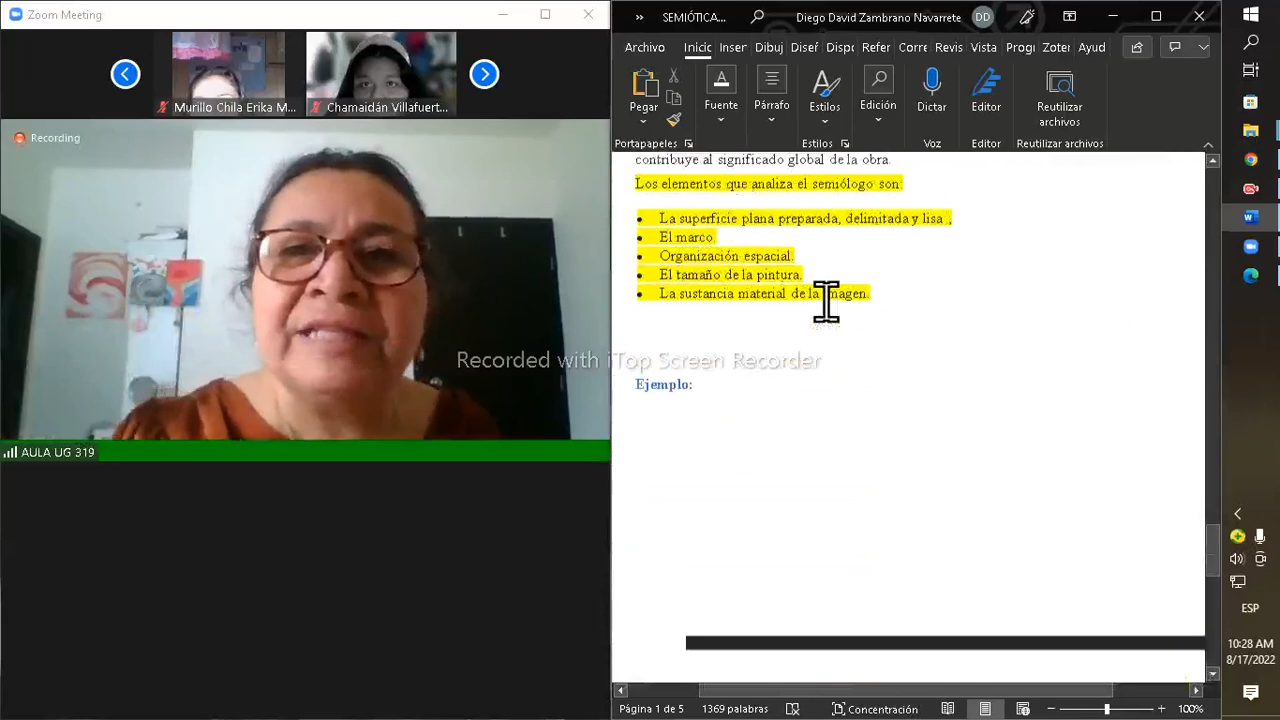 Zoom Meeting
Murillo Chila Erika M...
Chamaidán Villafuert...
Recording
AULA UG 319
SEMIÓTICA...
Diego David Zambrano Navarrete
DD
Archivo Inicic Inser Dibuj Diseñ Dispo Refer Corre Revis Vista Progi Zoter Ayud
Pegar
Fuente
Párrafo
Estilos
Edición
Dictar
Editor
Reutilizar
archivos
Portapapeles
Estilos
Voz
Editor
Reutilizar archivos
contribuye al significado global de la obra.
Los elementos que analiza el semiólogo son:
• La superficie plana preparada, delimitada y lisa ,
• El marco.
• Organización espacial.
• El tamaño de la pintura.
• La sustancia material de la imagen.
Recorded with iTop Screen Recorder
Ejemplo:
Página 1 de 5 1369 palabras Concentración 100%
ESP
10:28 AM
8/17/2022